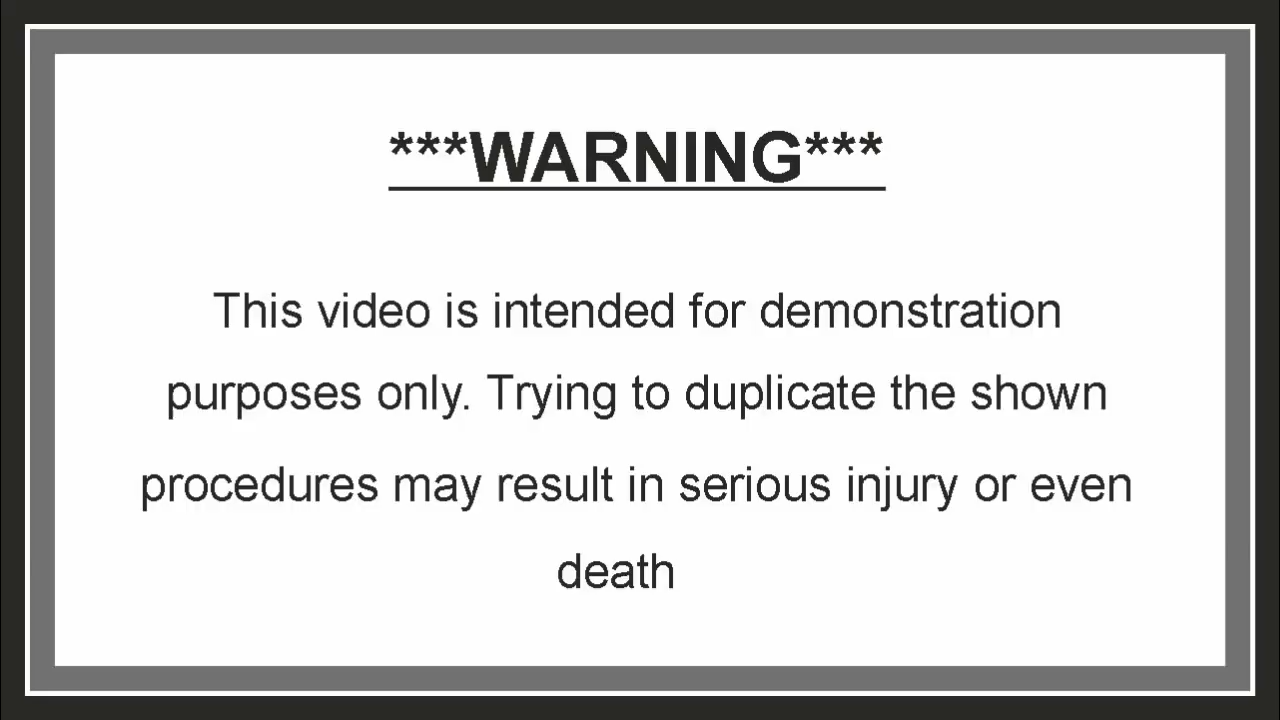 ***WARNING***
This video is intended for demonstration
purposes only. Trying to duplicate the shown
procedures may result in serious injury or even
death